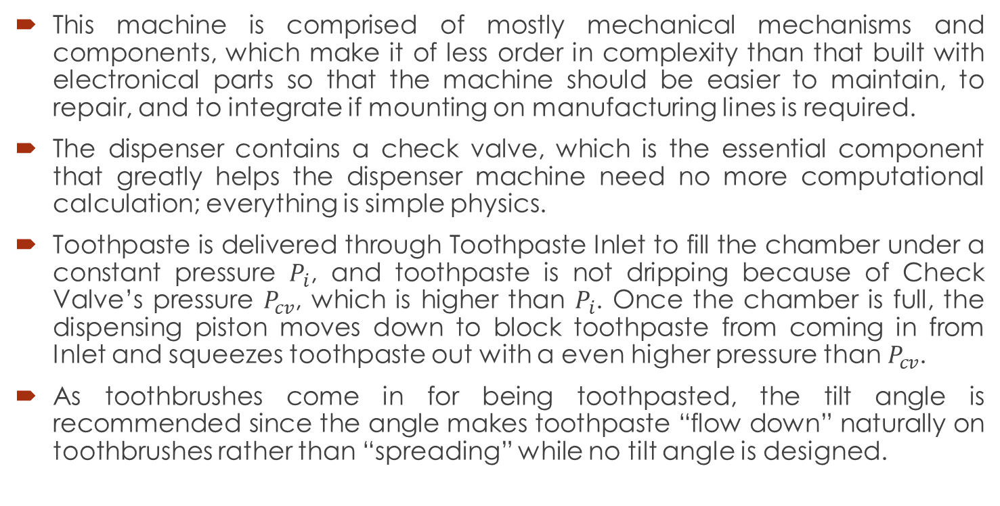 This machine is comprised of mostly mechanical mechanisms and
components, which make it of less order in complexity than that built with
electronical parts so that the machine should be easier to maintain, to
repair, and to integrate if mounting on manufacturing lines is required.
The dispenser contains a check valve, which is the essential component
that greatly helps the dispenser machine need no more computational
calculation; everything is simple physics.
Toothpaste is delivered through Toothpaste Inlet to fill the chamber under a
constant pressure P_i, and toothpaste is not dripping because of Check
Valve’s pressure P_cv, which is higher than P_i. Once the chamber is full, the
dispensing piston moves down to block toothpaste from coming in from
Inlet and squeezes toothpaste out with a even higher pressure than P_cv.
As toothbrushes come in for being toothpasted, the tilt angle is
recommended since the angle makes toothpaste “flow down” naturally on
toothbrushes rather than “spreading” while no tilt angle is designed.